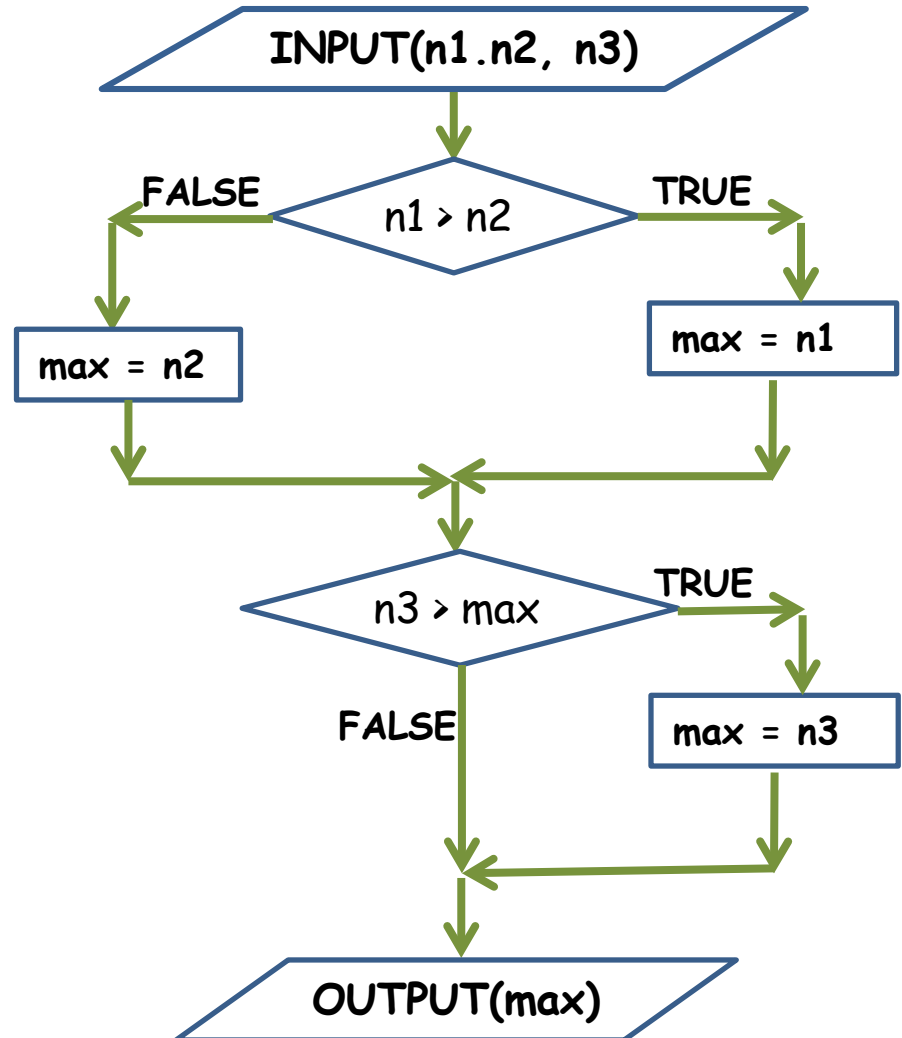 INPUT(n1.n2, n3)
FALSE
TRUE
n1 > n2
max = n1
max = n2
n3 > max
TRUE
FALSE
max = n3
OUTPUT(max)